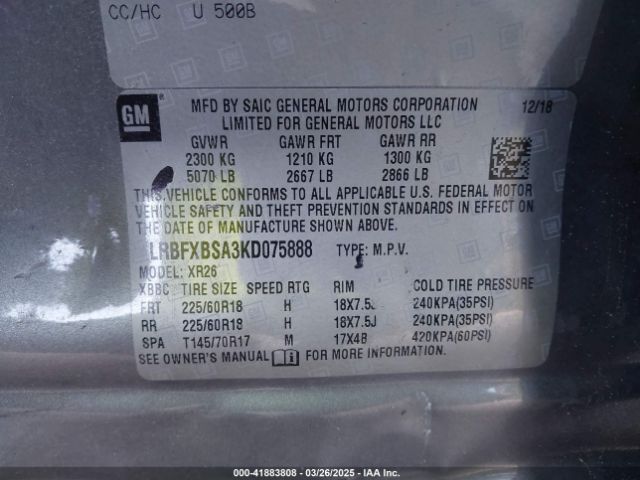 CC/HC U 500B
GM
MFD BY SAIC GENERAL MOTORS CORPORATION 12/18
LIMITED FOR GENERAL MOTORS LLC
GVWR GAWR FRT GAWR RR
2300 KG 1210 KG 1300 KG
5070 LB 2667 LB 2866 LB
THIS VEHICLE CONFORMS TO ALL APPLICABLE U.S. FEDERAL MOTOR
VEHICLE SAFETY AND THEFT PREVENTION STANDARDS IN EFFECT ON
THE DATE OF MANUFACTURE SHOWN ABOVE.
LRBFXBSA3KD075888 TYPE: M.P.V.
MODEL: XR26
XBBC TIRE SIZE SPEED RTG RIM COLD TIRE PRESSURE
FRT 225/60R18 H 18X7.5J 240KPA(35PSI)
RR 225/60R18 H 18X7.5J 240KPA(35PSI)
SPA T145/70R17 M 17X4B 420KPA(60PSI)
SEE OWNER'S MANUAL FOR ADDITIONAL INFORMATION.
000-41883808 - 03/26/2025 - PUBLIC